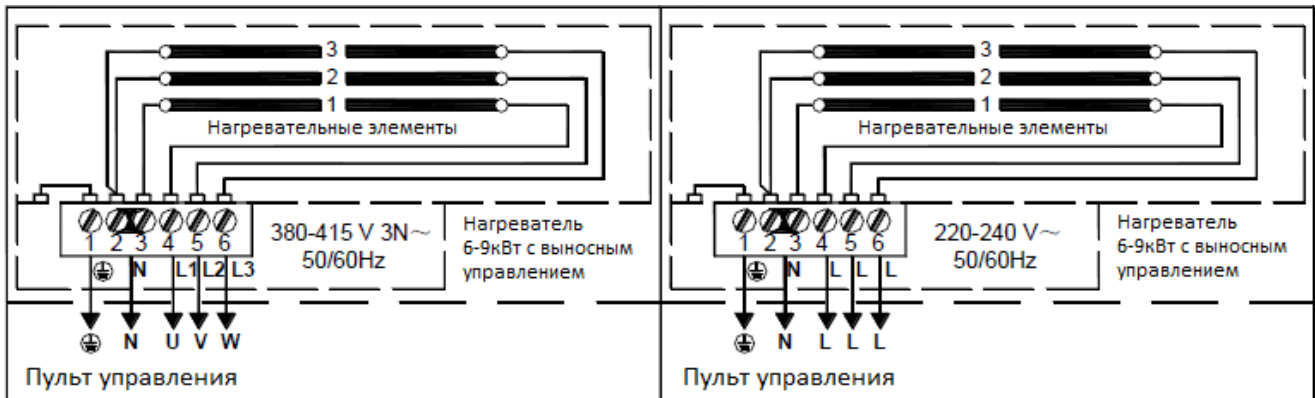 3
2
1
Нагревательные элементы
1 2 3 4 5 6
N L1 L2 L3
380-415 V 3N~
50/60Hz
Нагреватель
6-9кВт с выносным
управлением
N U V W
Пульт управления
3
2
1
Нагревательные элементы
1 2 3 4 5 6
N L L L
220-240 V~
50/60Hz
Нагреватель
6-9кВт с выносным
управлением
N L L L
Пульт управления